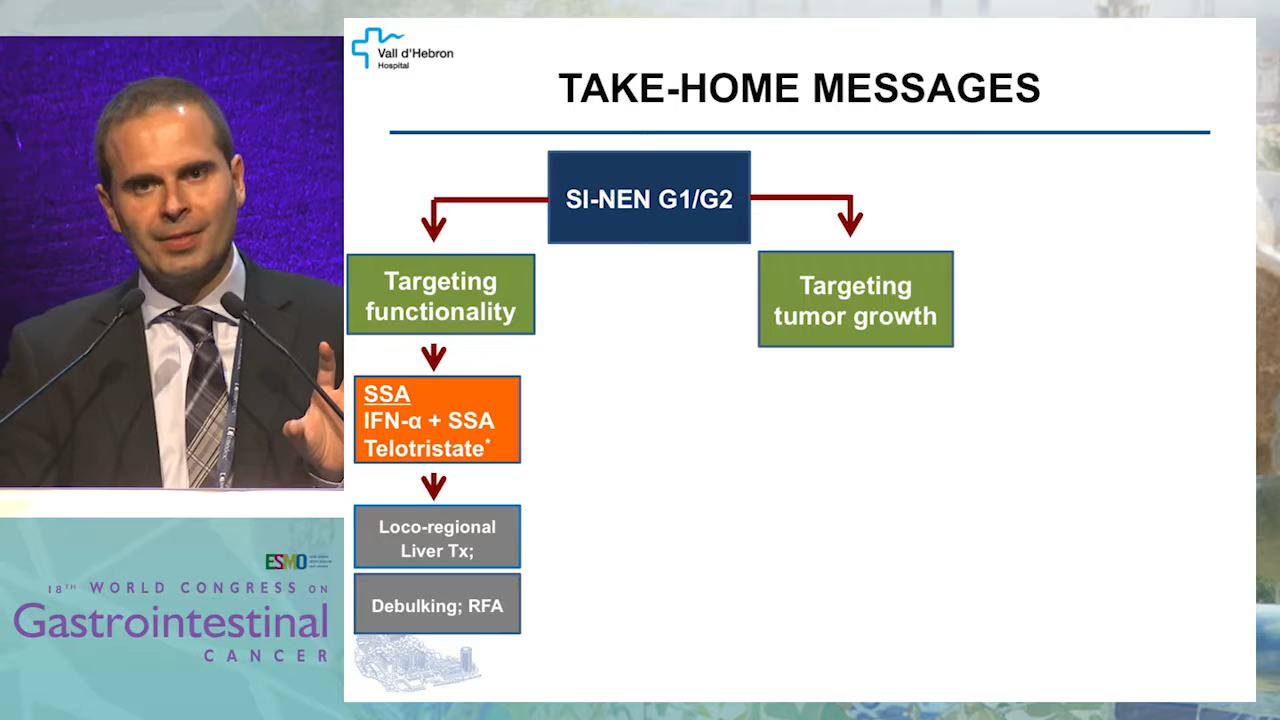 Vall d'Hebron
Hospital
TAKE-HOME MESSAGES
SI-NEN G1/G2
Targeting
functionality
Targeting
tumor growth
SSA
IFN-α + SSA
Telotristate*
Loco-regional
Liver Tx;
Debulking; RFA
ESMO
18TH WORLD CONGRESS ON
Gastrointestinal
CANCER